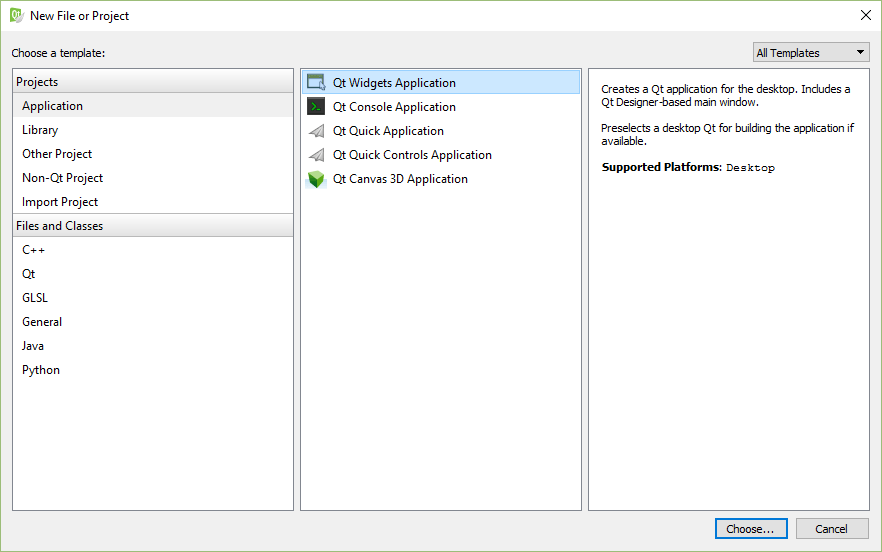 New File or Project
Choose a template:
All Templates
Projects
Application
Library
Other Project
Non-Qt Project
Import Project
Files and Classes
C++
Qt
GLSL
General
Java
Python
Qt Widgets Application
Qt Console Application
Qt Quick Application
Qt Quick Controls Application
Qt Canvas 3D Application
Creates a Qt application for the desktop. Includes a
Qt Designer-based main window.
Preselects a desktop Qt for building the application if
available.
Supported Platforms: Desktop
Choose...
Cancel